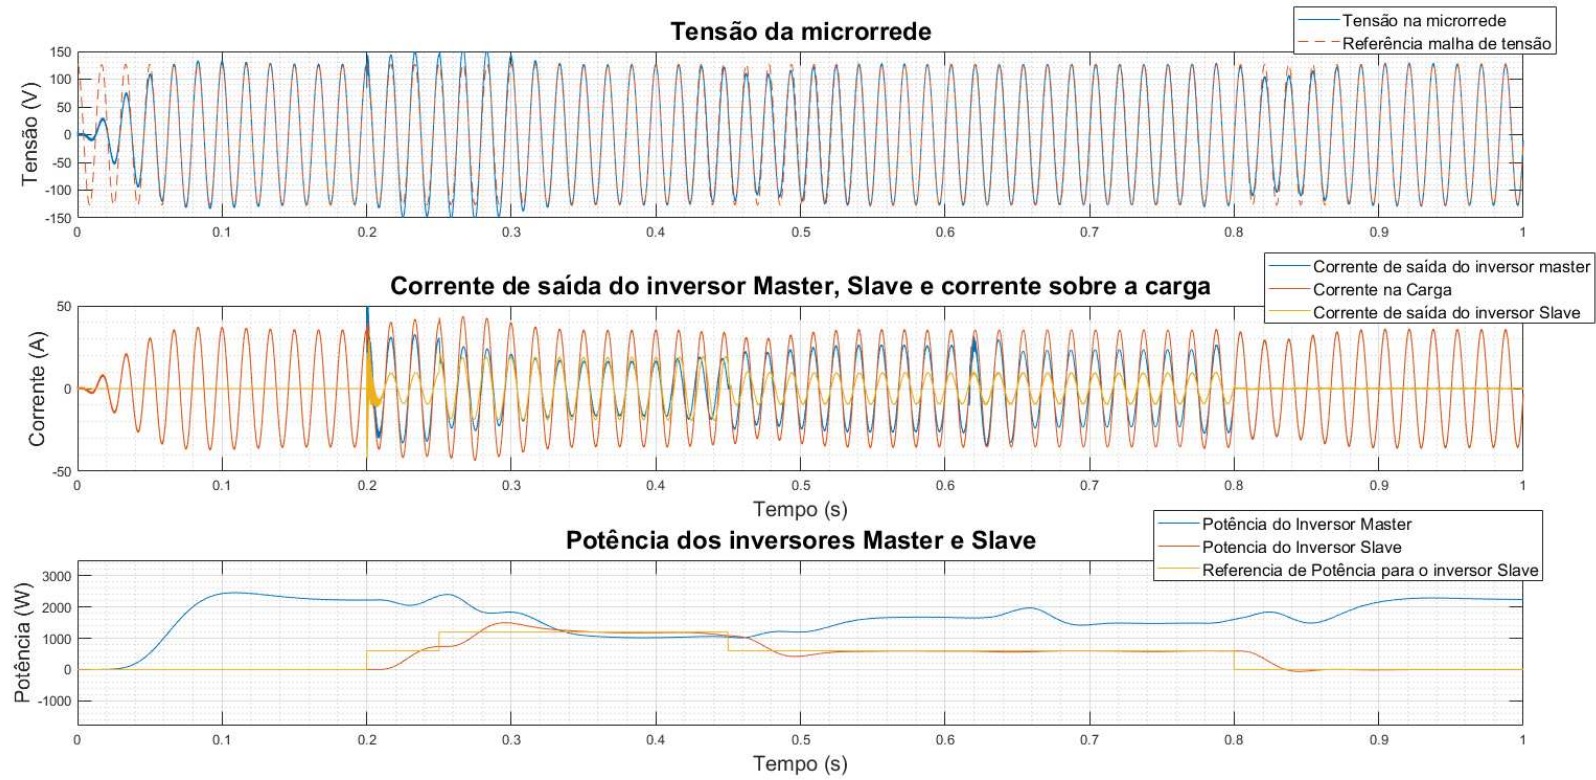 Tensão da microrrede
Tensão na microrrede
Referência malha de tensão
Tensão (V)
150
100
50
0
-50
-100
-150
0 0.1 0.2 0.3 0.4 0.5 0.6 0.7 0.8 0.9 1
Corrente de saída do inversor Master, Slave e corrente sobre a carga
Corrente de saída do inversor master
Corrente na Carga
Corrente de saída do inversor Slave
Corrente (A)
50
0
-50
0 0.1 0.2 0.3 0.4 0.5 0.6 0.7 0.8 0.9 1
Tempo (s)
Potência dos inversores Master e Slave
Potência do Inversor Master
Potencia do Inversor Slave
Referencia de Potência para o inversor Slave
Potência (W)
3000
2000
1000
0
-1000
0 0.1 0.2 0.3 0.4 0.5 0.6 0.7 0.8 0.9 1
Tempo (s)